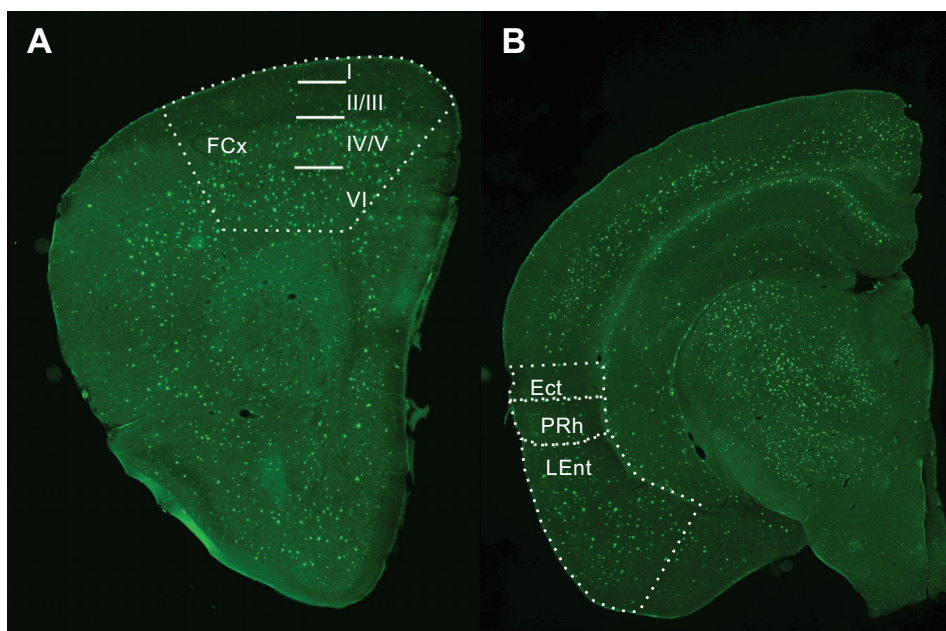 A
I
II/III
FCx
IV/V
VI
B
Ect
PRh
LEnt